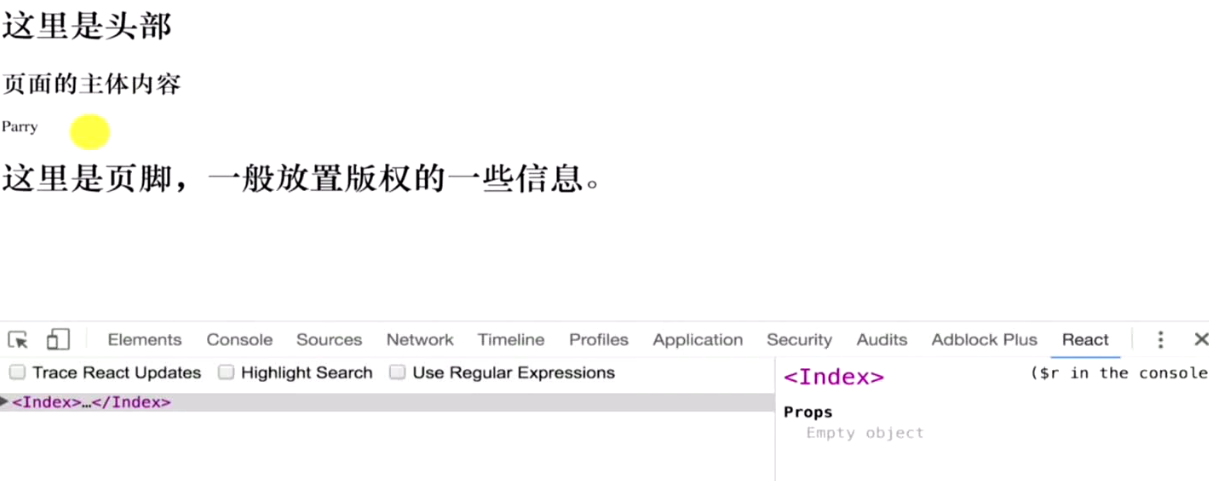 这里是头部
页面的主体内容
Parry
这里是页脚，一般放置版权的一些信息。
Elements Console Sources Network Timeline Profiles Application Security Audits Adblock Plus React
Trace React Updates Highlight Search Use Regular Expressions
<Index> ($r in the console
<Index>…</Index>
Props
Empty object